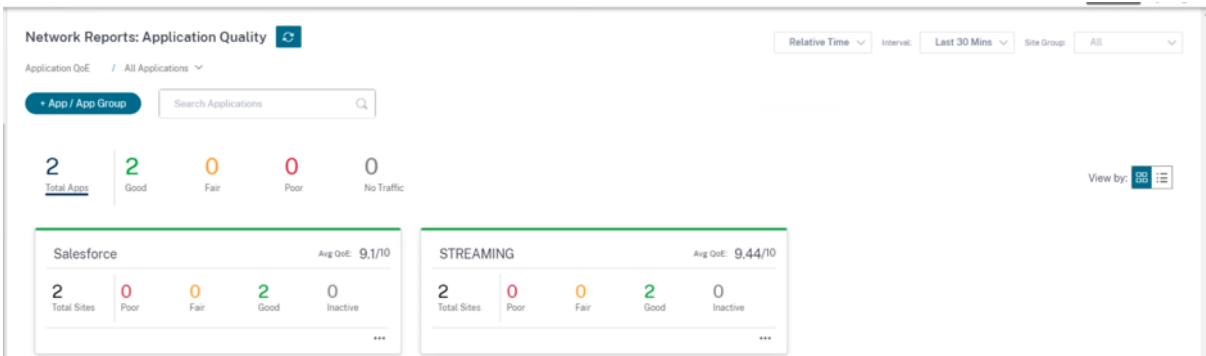 Network Reports: Application Quality
Relative Time Interval: Last 30 Mins Site Group: All
Application QoE / All Applications
+ App / App Group Search Applications
2 2 0 0 0
Total Apps Good Fair Poor No Traffic
View by:
Salesforce Avg QoE: 9.1/10
2 0 0 2 0
Total Sites Poor Fair Good Inactive
...
STREAMING Avg QoE: 9.44/10
2 0 0 2 0
Total Sites Poor Fair Good Inactive
...